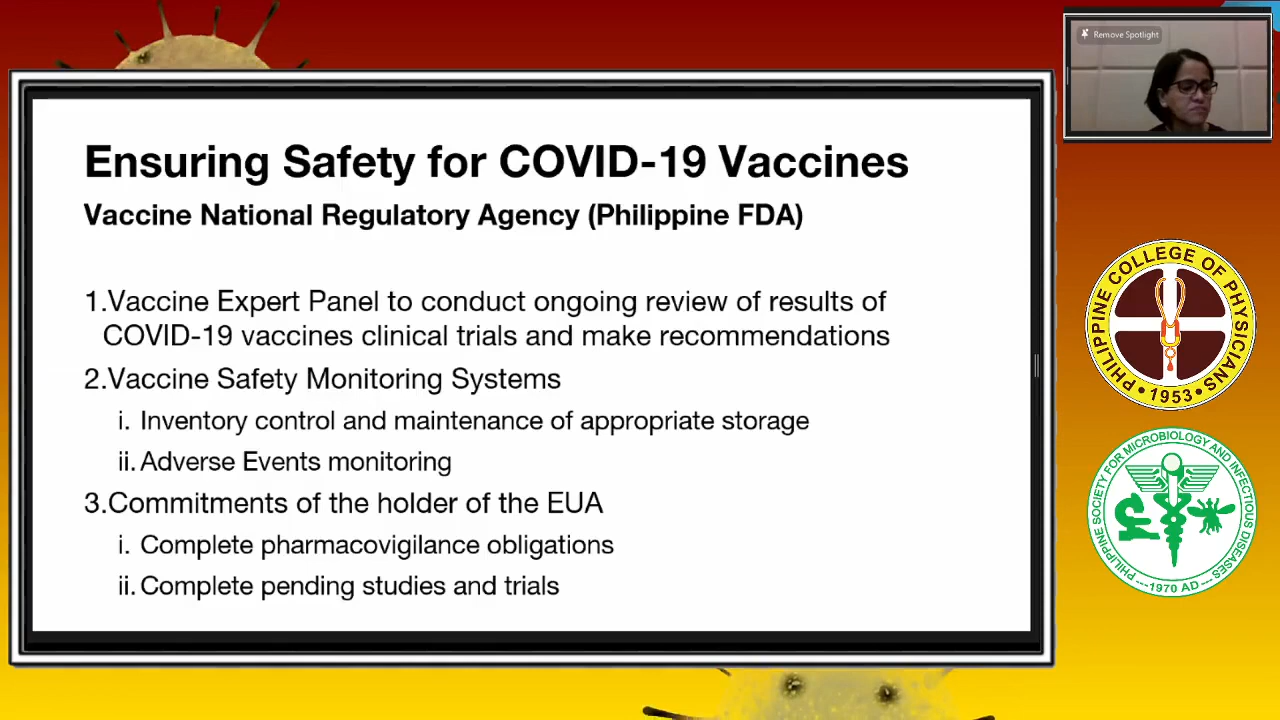 Remove Spotlight
Ensuring Safety for COVID-19 Vaccines
Vaccine National Regulatory Agency (Philippine FDA)
1.Vaccine Expert Panel to conduct ongoing review of results of
COVID-19 vaccines clinical trials and make recommendations
2.Vaccine Safety Monitoring Systems
i. Inventory control and maintenance of appropriate storage
ii. Adverse Events monitoring
3.Commitments of the holder of the EUA
i. Complete pharmacovigilance obligations
ii. Complete pending studies and trials
PHILIPPINE COLLEGE OF PHYSICIANS
• 1953 •
PHILIPPINE SOCIETY FOR MICROBIOLOGY AND INFECTIOUS DISEASES
---1970 AD---